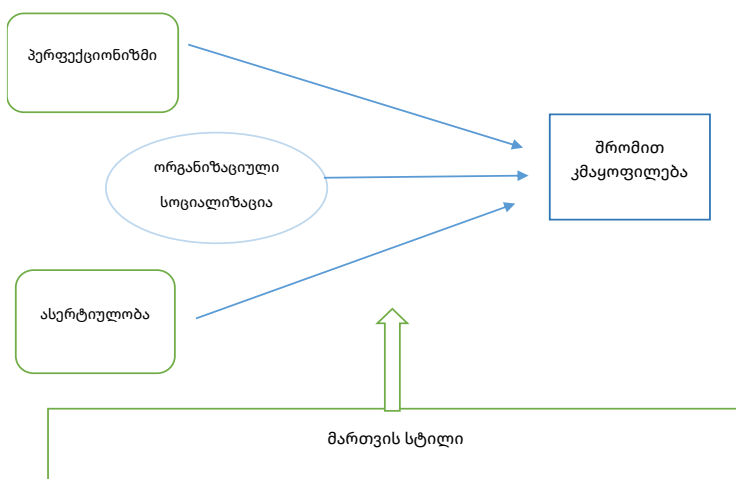 პერფექციონიზმი
ორგანიზაციული
სოციალიზაცია
შრომით
კმაყოფილება
ასერტიულობა
მართვის სტილი